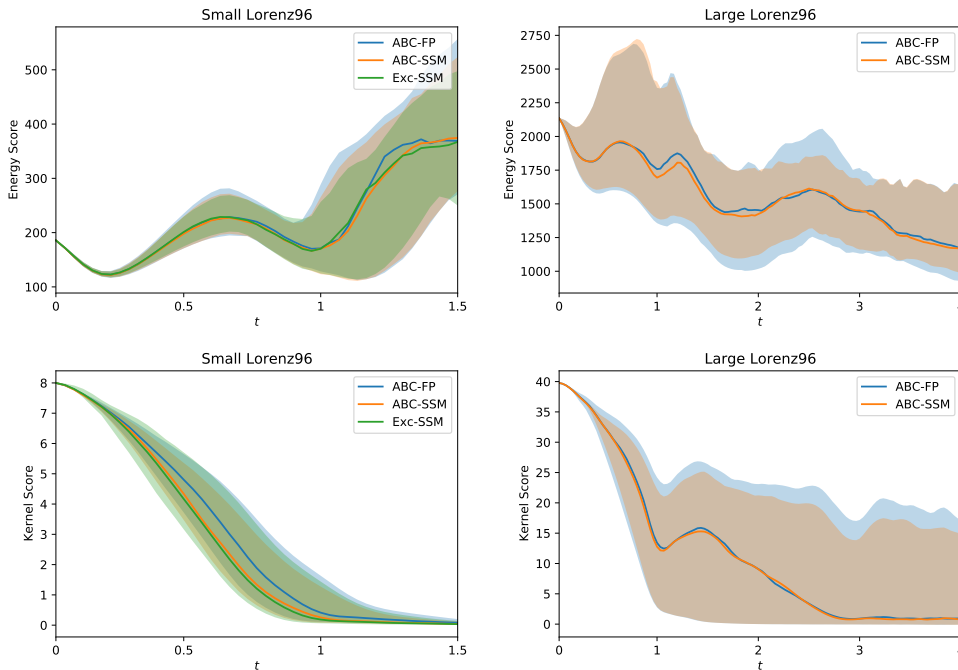 Small Lorenz96
500
400
300
200
100
Energy Score
0
0.5
1
1.5
t
ABC-FP
ABC-SSM
Exc-SSM
Large Lorenz96
2750
2500
2250
2000
1750
1500
1250
1000
Energy Score
0
1
2
3
t
ABC-FP
ABC-SSM
Small Lorenz96
8
7
6
5
4
3
2
1
0
Kernel Score
0
0.5
1
1.5
t
ABC-FP
ABC-SSM
Exc-SSM
Large Lorenz96
40
35
30
25
20
15
10
5
0
Kernel Score
0
1
2
3
t
ABC-FP
ABC-SSM